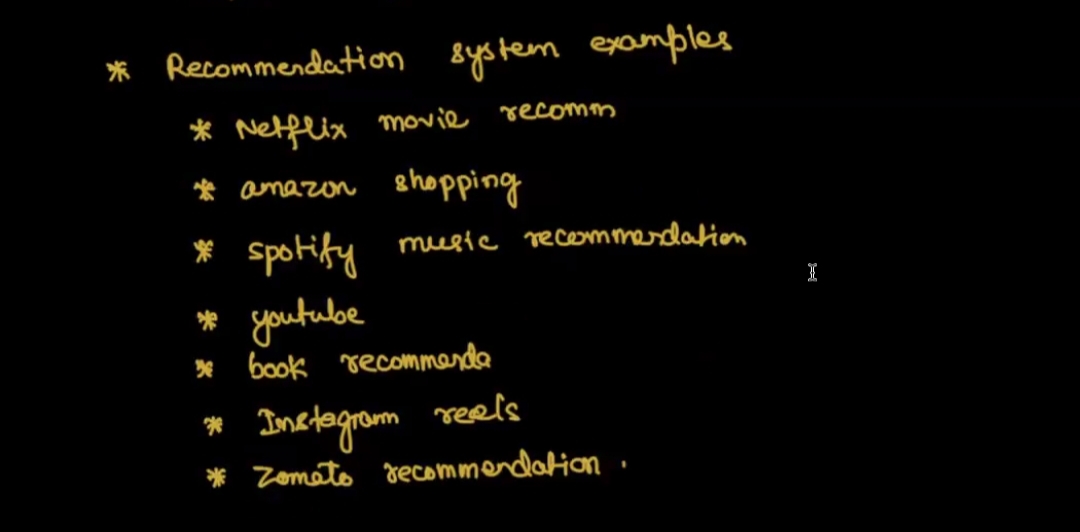 * Recommendation system examples
* Netflix movie recomm
* amazon shopping
* spotify music recommendation
* youtube
* book recommenda
* Instagram reels
* Zomato recommendation .